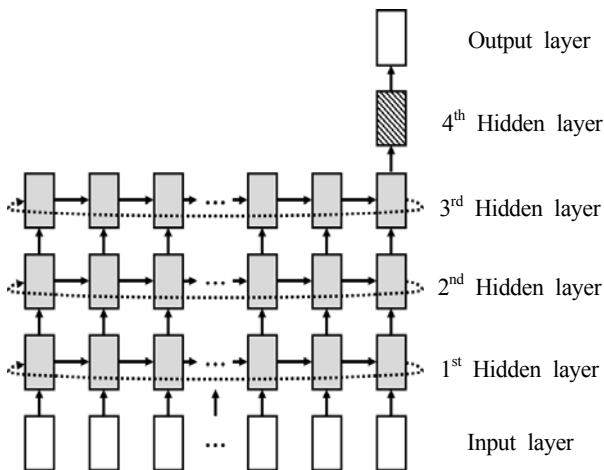 Output layer
4th Hidden layer
...
3rd Hidden layer
...
2nd Hidden layer
...
1st Hidden layer
...
Input layer